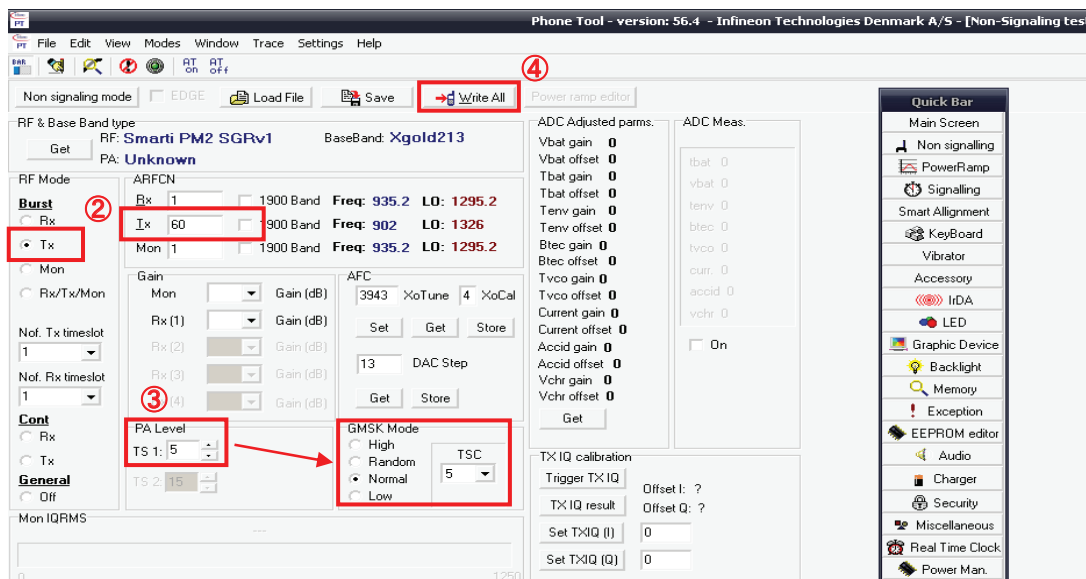 Phone Tool - version: 56.4 - Infineon Technologies Denmark A/S - [Non-Signaling tes
PT
PT File Edit View Modes Window Trace Settings Help
BAR AT on AT off
④
Non signaling mode EDGE Load File Save Write All Power ramp editor
RF & Base Band type
Get RF: Smarti PM2 SGRv1 BaseBand: Xgold213
PA: Unknown
RF Mode
Burst
Rx
②
Tx
Mon
Rx/Tx/Mon
Nof. Tx timeslot
1
Nof. Rx timeslot
1
Cont
Rx
Tx
General
Off
ARFCN
Rx 1 1900 Band Freq: 935.2 LO: 1295.2
Tx 60 1900 Band Freq: 902 LO: 1326
Mon 1 1900 Band Freq: 935.2 LO: 1295.2
Gain
Mon Gain (dB)
Rx (1) Gain (dB)
Rx (2) Gain (dB)
Rx (3) Gain (dB)
③ (4) Gain (dB)
AFC
3943 XoTune 4 XoCal
Set Get Store
13 DAC Step
Get Store
PA Level
TS 1: 5
TS 2: 15
GMSK Mode
High
Random
Normal
Low
TSC
5
Mon IQRMS
---
0 1250
ADC Adjusted parms.
Vbat gain 0
Vbat offset 0
Tbat gain 0
Tbat offset 0
Tenv gain 0
Tenv offset 0
Btec gain 0
Btec offset 0
Tvco gain 0
Tvco offset 0
Current gain 0
Current offset 0
Accid gain 0
Accid offset 0
Vchr gain 0
Vchr offset 0
Get
ADC Meas.
tbat 0
vbat 0
tenv 0
btec 0
tvco 0
curr. 0
accid 0
vchr 0
On
TX IQ calibration
Trigger TX IQ
TX IQ result
Offset I: ?
Offset Q: ?
Set TXIQ (I) 0
Set TXIQ (Q) 0
Quick Bar
Main Screen
Non signalling
PowerRamp
Signalling
Smart Allignment
KeyBoard
Vibrator
Accessory
IrDA
LED
Graphic Device
Backlight
Memory
Exception
EEPROM editor
Audio
Charger
Security
Miscellaneous
Real Time Clock
Power Man.